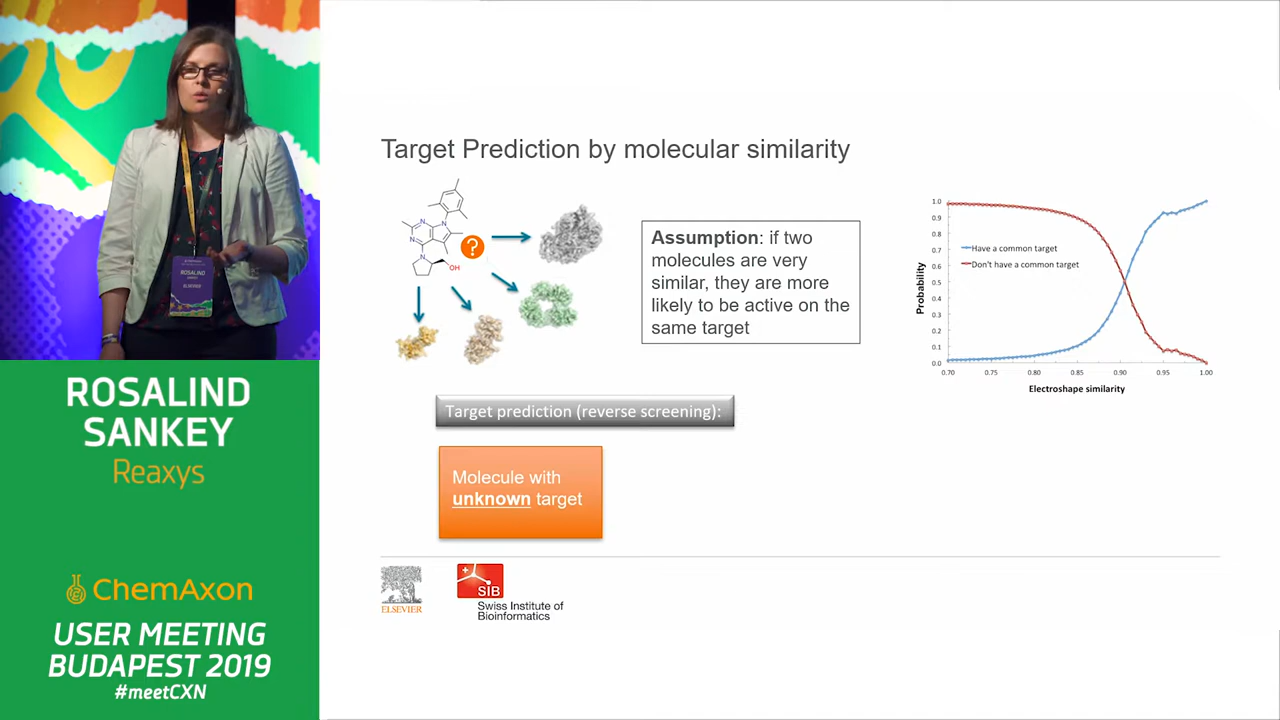 ROSALIND
SANKEY
ELSEVIER
ROSALIND
SANKEY
Reaxys
ChemAxon
USER MEETING
BUDAPEST 2019
#meetCXN
Target Prediction by molecular similarity
N
N
N
N
OH
?
Assumption: if two
molecules are very
similar, they are more
likely to be active on the
same target
Probability
1.0
0.9
0.8
0.7
0.6
0.5
0.4
0.3
0.2
0.1
0.0
Have a common target
Don't have a common target
0.70 0.75 0.80 0.85 0.90 0.95 1.00
Electroshape similarity
Target prediction (reverse screening):
Molecule with
unknown target
ELSEVIER
SIB
Swiss Institute of
Bioinformatics